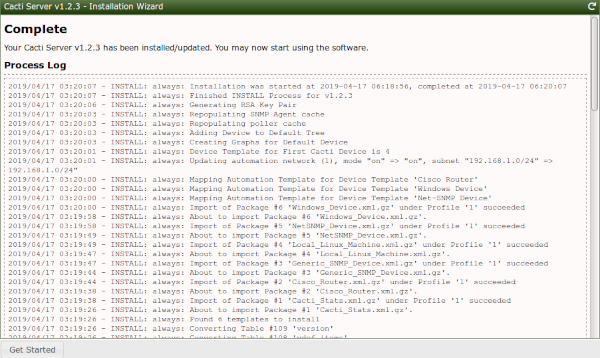 Cacti Server v1.2.3 - Installation Wizard
Complete
Your Cacti Server v1.2.3 has been installed/updated. You may now start using the software.
Process Log
2019/04/17 03:20:07 - INSTALL: always: Installation was started at 2019-04-17 06:18:56, completed at 2019-04-17 06:20:07
2019/04/17 03:20:07 - INSTALL: always: Finished INSTALL Process for v1.2.3
2019/04/17 03:20:06 - INSTALL: always: Generating RSA Key Pair
2019/04/17 03:20:03 - INSTALL: always: Repopulating SNMP Agent cache
2019/04/17 03:20:03 - INSTALL: always: Repopulating poller cache
2019/04/17 03:20:03 - INSTALL: always: Adding Device to Default Tree
2019/04/17 03:20:03 - INSTALL: always: Creating Graphs for Default Device
2019/04/17 03:20:01 - INSTALL: always: Device Template for First Cacti Device is 4
2019/04/17 03:20:01 - INSTALL: always: Updating automation network (1), mode "on" => "on", subnet "192.168.1.0/24" =>
192.168.1.0/24"
2019/04/17 03:20:00 - INSTALL: always: Mapping Automation Template for Device Template 'Cisco Router'
2019/04/17 03:20:00 - INSTALL: always: Mapping Automation Template for Device Template 'Windows Device'
2019/04/17 03:20:00 - INSTALL: always: Mapping Automation Template for Device Template 'Net-SNMP Device'
2019/04/17 03:20:00 - INSTALL: always: Import of Package #6 'Windows_Device.xml.gz' under Profile '1' succeeded
2019/04/17 03:19:58 - INSTALL: always: About to import Package #6 'Windows_Device.xml.gz'.
2019/04/17 03:19:58 - INSTALL: always: Import of Package #5 'NetSNMP_Device.xml.gz' under Profile '1' succeeded
2019/04/17 03:19:49 - INSTALL: always: About to import Package #5 'NetSNMP_Device.xml.gz'.
2019/04/17 03:19:49 - INSTALL: always: Import of Package #4 'Local_Linux_Machine.xml.gz' under Profile '1' succeeded
2019/04/17 03:19:47 - INSTALL: always: About to import Package #4 'Local_Linux_Machine.xml.gz'.
2019/04/17 03:19:47 - INSTALL: always: Import of Package #3 'Generic_SNMP_Device.xml.gz' under Profile '1' succeeded
2019/04/17 03:19:44 - INSTALL: always: About to import Package #3 'Generic_SNMP_Device.xml.gz'.
2019/04/17 03:19:44 - INSTALL: always: Import of Package #2 'Cisco_Router.xml.gz' under Profile '1' succeeded
2019/04/17 03:19:38 - INSTALL: always: About to import Package #2 'Cisco_Router.xml.gz'.
2019/04/17 03:19:38 - INSTALL: always: Import of Package #1 'Cacti_Stats.xml.gz' under Profile '1' succeeded
2019/04/17 03:19:26 - INSTALL: always: About to import Package #1 'Cacti_Stats.xml.gz'.
2019/04/17 03:19:26 - INSTALL: always: Found 6 templates to install
2019/04/17 03:19:26 - INSTALL: always: Converting Table #109 'version'
2019/04/17 03:19:26 - INSTALL: always: Converting Table #108 'vdef_items'
Get Started